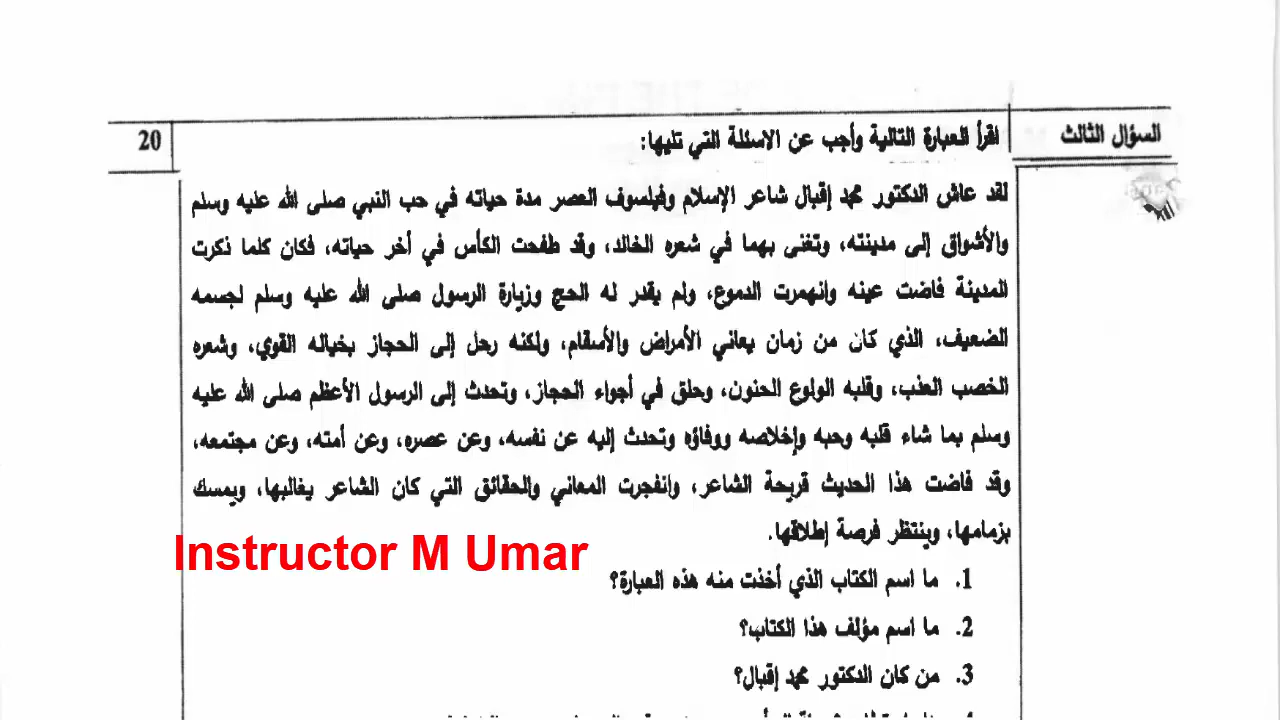 السؤال الثالث اقرأ العبارة التالية وأجب عن الاسئلة التي تليها: 20
لقد عاش الدكتور محمد إقبال شاعر الإسلام وفيلسوف العصر مدة حياته في حب النبي صلى الله عليه وسلم
والأشواق إلى مدينته، وتغنى بهما في شعره الخالد، وقد طفحت الكأس في أخر حياته، فكان كلما ذكرت
المدينة فاضت عينه وانهمرت الدموع، ولم يقدر له الحج وزيارة الرسول صلى الله عليه وسلم لجسمه
الضعيف، الذي كان من زمان يعاني الأمراض والأسقام، ولكنه رحل إلى الحجاز بخياله القوي، وشعره
الخصب العذب، وقلبه الولوع الحنون، وحلق في أجواء الحجاز، وتحدث إلى الرسول الأعظم صلى الله عليه
وسلم بما شاء قلبه وحبه وإخلاصه ووفاؤه وتحدث إليه عن نفسه، وعن عصره، وعن أمته، وعن مجتمعه،
وقد فاضت هذا الحديث قريحة الشاعر، وانفجرت المعاني والحقائق التي كان الشاعر يغالبها، ويمسك
بزمامها، وينتظر فرصة إطلاقها.
Instructor M Umar
1. ما اسم الكتاب الذي أخذت منه هذه العبارة؟
2. ما اسم مؤلف هذا الكتاب؟
3. من كان الدكتور محمد إقبال؟